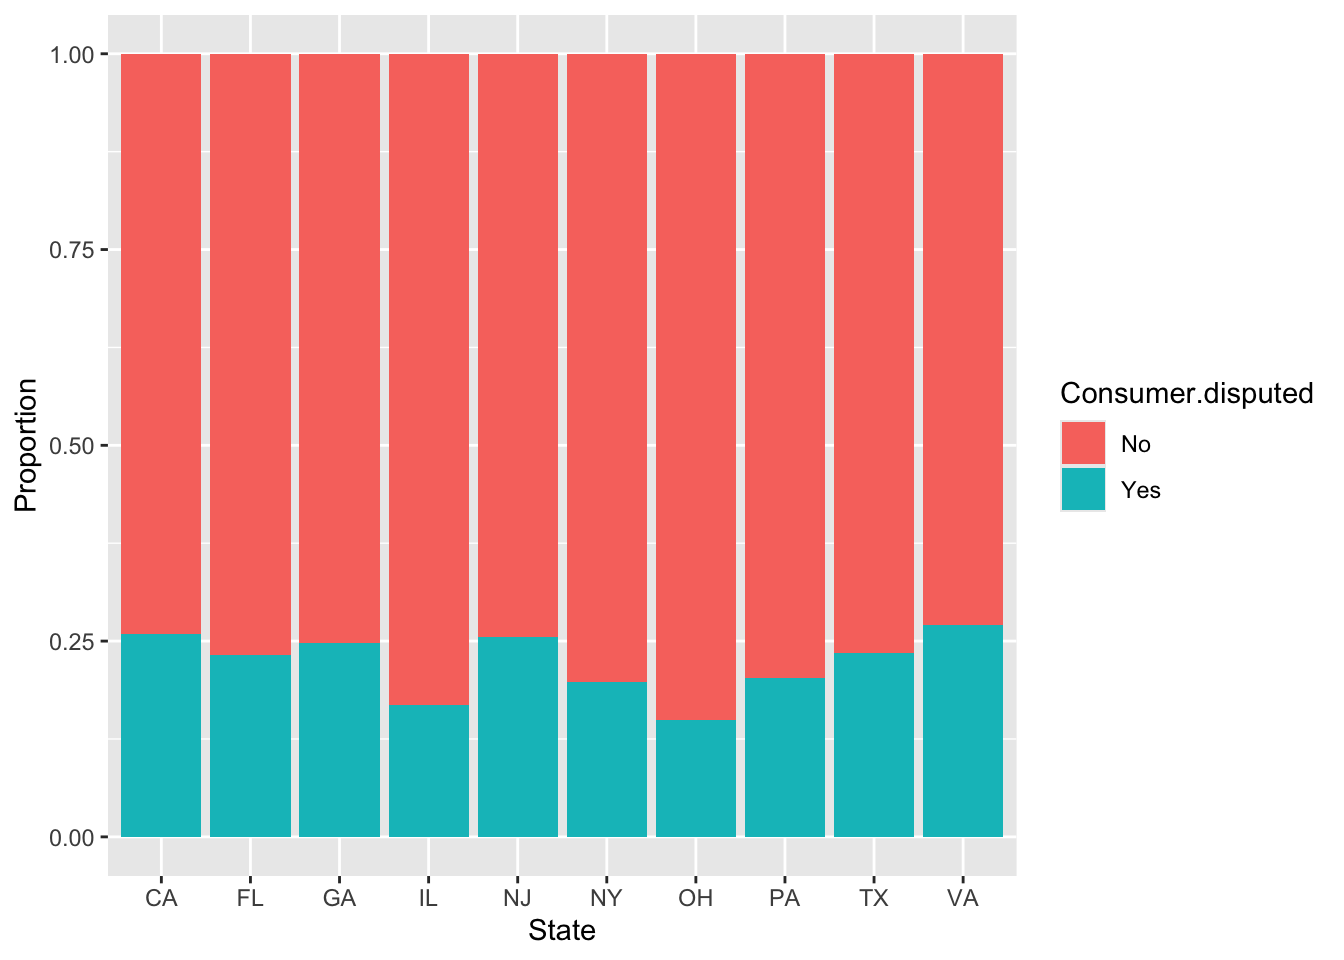 1.00
0.75
0.50
0.25
0.00
Proportion
CA FL GA IL NJ NY OH PA TX VA
State
Consumer.disputed
No
Yes